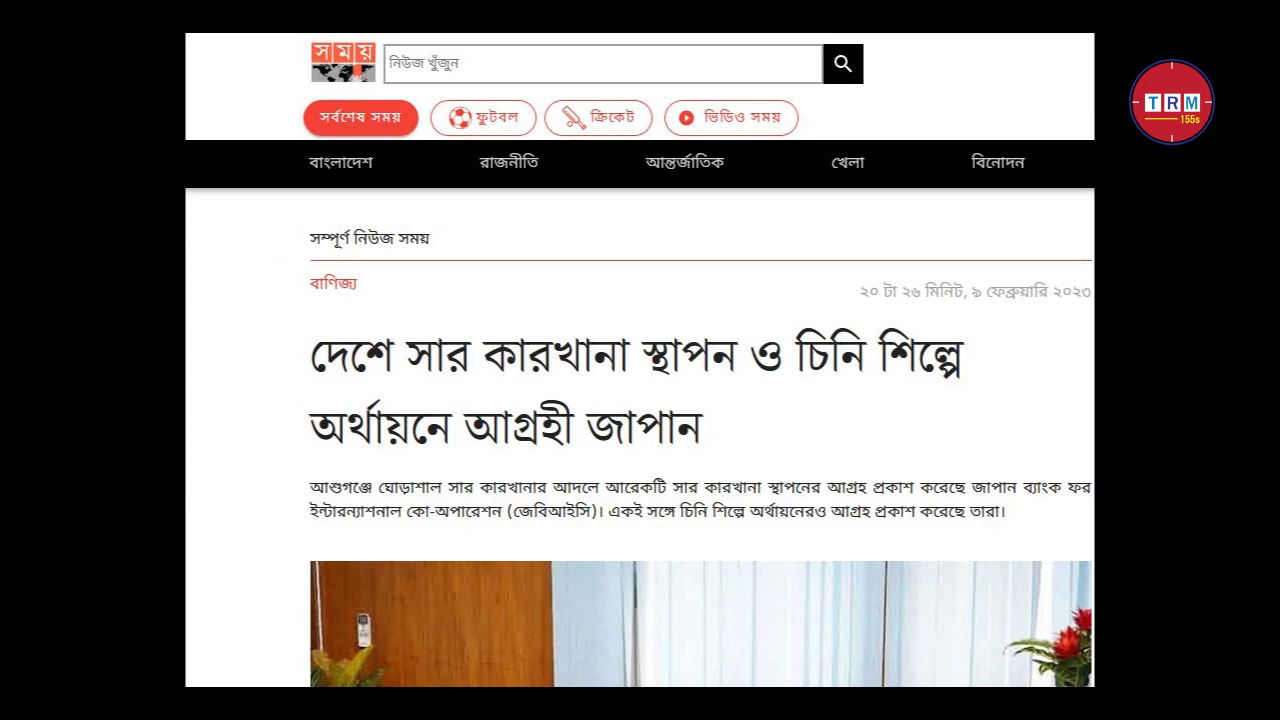 সময়
নিউজ খুঁজুন
সর্বশেষ সময়
ফুটবল
ক্রিকেট
ভিডিও সময়
TRM
155s
বাংলাদেশ
রাজনীতি
আন্তর্জাতিক
খেলা
বিনোদন
সম্পূর্ণ নিউজ সময়
বাণিজ্য
২০ টা ২৬ মিনিট, ৯ ফেব্রুয়ারি ২০২৩
দেশে সার কারখানা স্থাপন ও চিনি শিল্পে
অর্থায়নে আগ্রহী জাপান
আশুগঞ্জে ঘোড়াশাল সার কারখানার আদলে আরেকটি সার কারখানা স্থাপনের আগ্রহ প্রকাশ করেছে জাপান ব্যাংক ফর
ইন্টারন্যাশনাল কো-অপারেশন (জেবিআইসি)। একই সঙ্গে চিনি শিল্পে অর্থায়নেরও আগ্রহ প্রকাশ করেছে তারা।